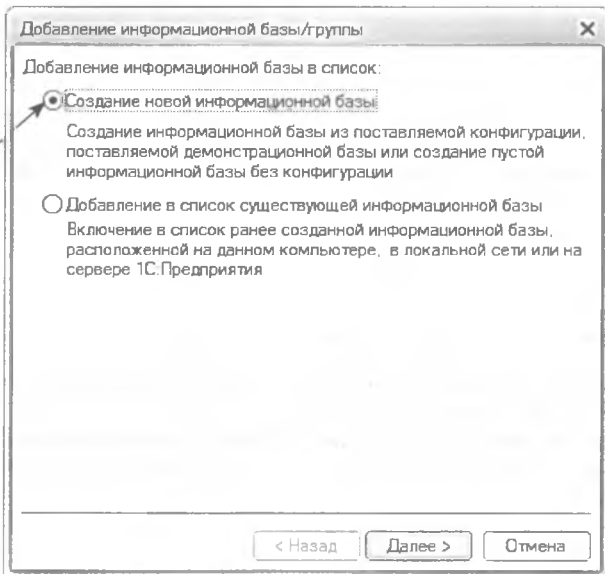 Добавление информационной базы/группы
Добавление информационной базы в список:
Создание новой информационной базы
Создание информационной базы из поставляемой конфигурации,
поставляемой демонстрационной базы или создание пустой
информационной базы без конфигурации
Добавление в список существующей информационной базы
Включение в список ранее созданной информационной базы,
расположенной на данном компьютере, в локальной сети или на
сервере 1С:Предприятия
< Назад Далее > Отмена